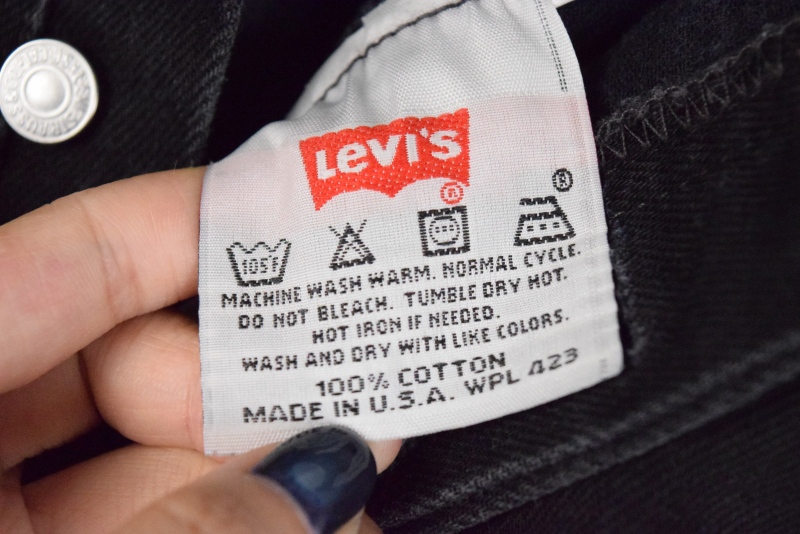 Levi's
®
®
105°F
MACHINE WASH WARM. NORMAL CYCLE.
DO NOT BLEACH. TUMBLE DRY HOT.
HOT IRON IF NEEDED.
WASH AND DRY WITH LIKE COLORS.
100% COTTON
MADE IN U.S.A. WPL 423